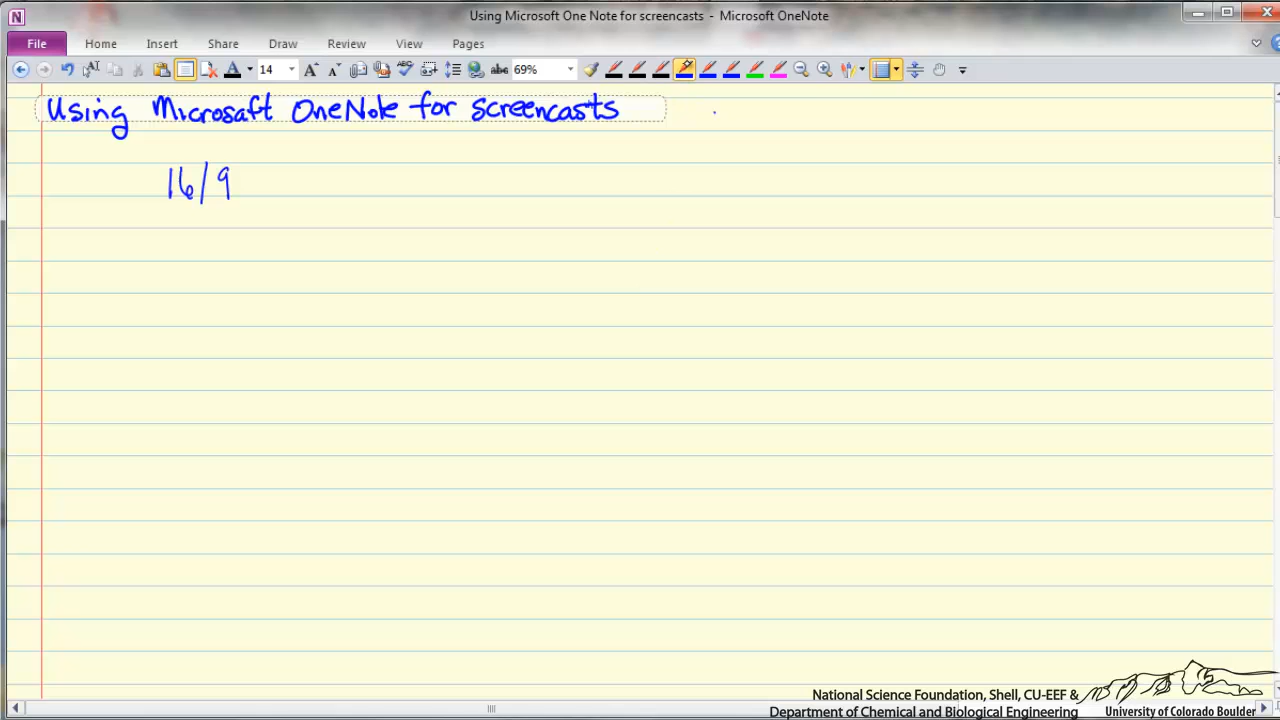 Using Microsoft One Note for screencasts - Microsoft OneNote
File Home Insert Share Draw Review View Pages
14 69%
Using Microsoft OneNote for screencasts
16/9
National Science Foundation, Shell, CU-EEF &
Department of Chemical and Biological Engineering University of Colorado Boulder